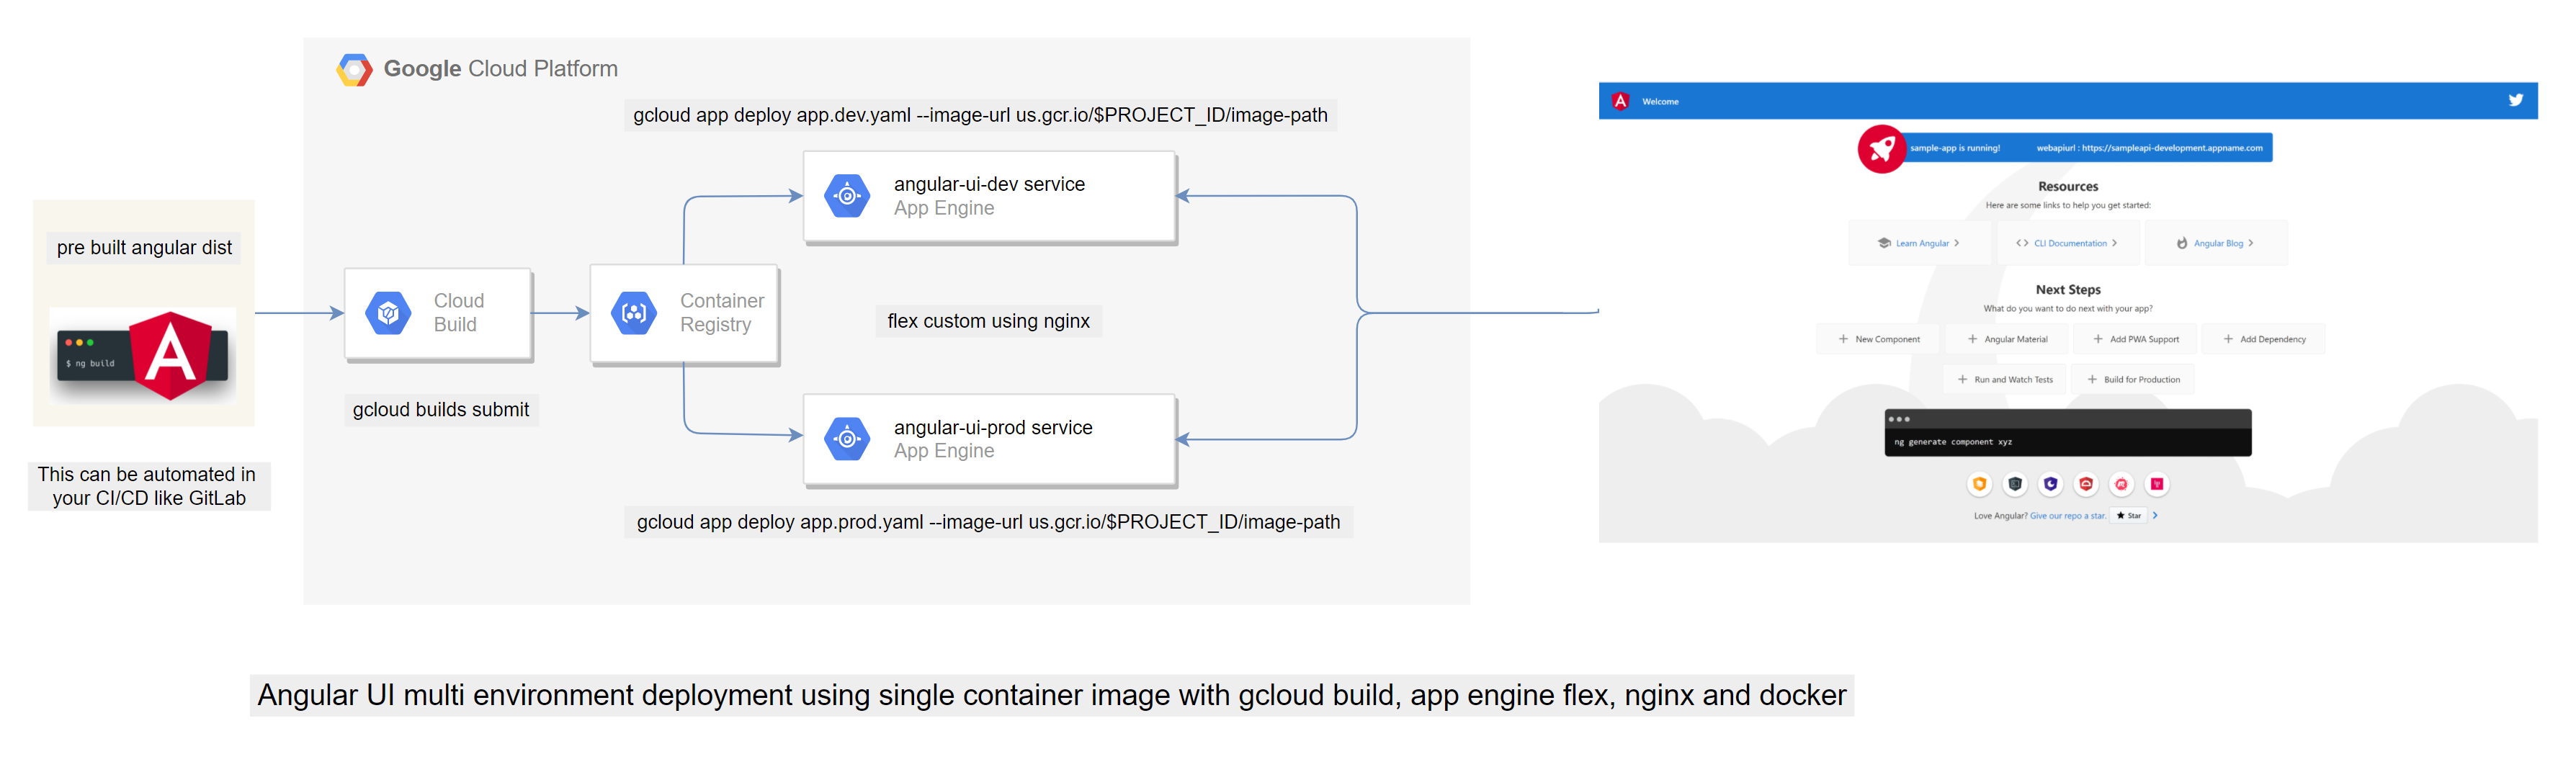 Google Cloud Platform
gcloud app deploy app.dev.yaml --image-url us.gcr.io/$PROJECT_ID/image-path
angular-ui-dev service
App Engine
pre built angular dist
$ ng build
This can be automated in
your CI/CD like GitLab
Cloud
Build
gcloud builds submit
Container
Registry
flex custom using nginx
angular-ui-prod service
App Engine
gcloud app deploy app.prod.yaml --image-url us.gcr.io/$PROJECT_ID/image-path
Welcome
sample-app is running! webapiurl : https://sampleapi-development.appname.com
Resources
Here are some links to help you get started:
Learn Angular CLI Documentation Angular Blog
Next Steps
What do you want to do next with your app?
New Component Angular Material Add PWA Support Add Dependency
Run and Watch Tests Build for Production
ng generate component xyz
Love Angular? Give our repo a star. Star
Angular UI multi environment deployment using single container image with gcloud build, app engine flex, nginx and docker